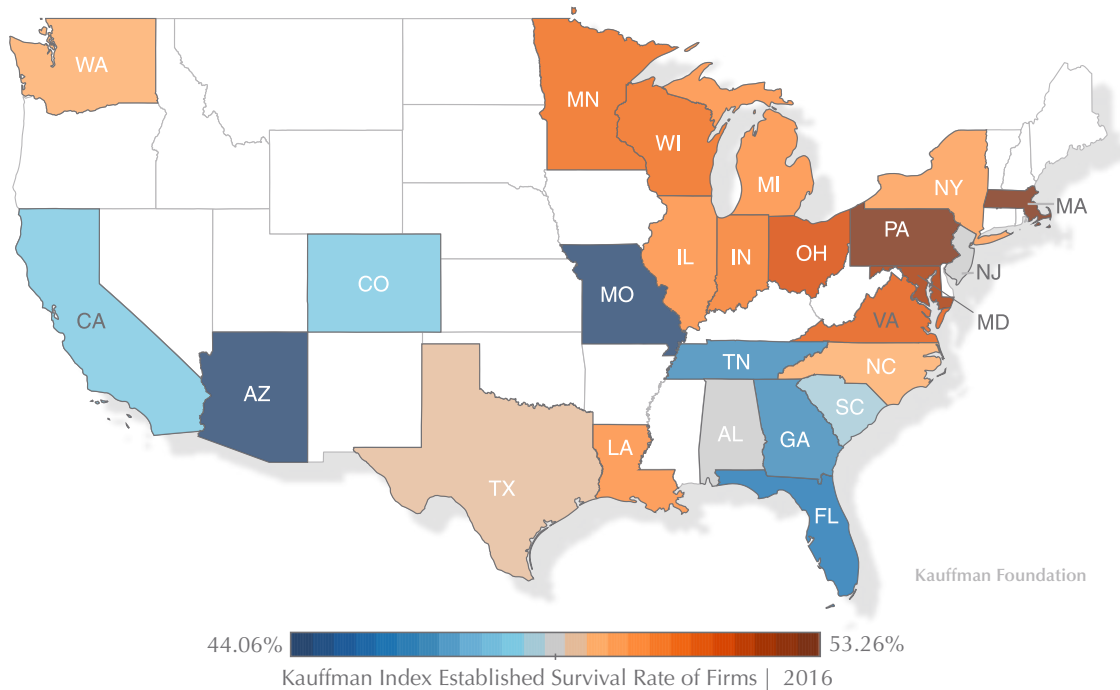 WA
MN
WI
MI
NY
MA
PA
OH
IL
IN
NJ
CO
MO
CA
MD
VA
TN
NC
AZ
SC
AL
GA
LA
TX
FL
Kauffman Foundation
44.06%
53.26%
Kauffman Index Established Survival Rate of Firms | 2016